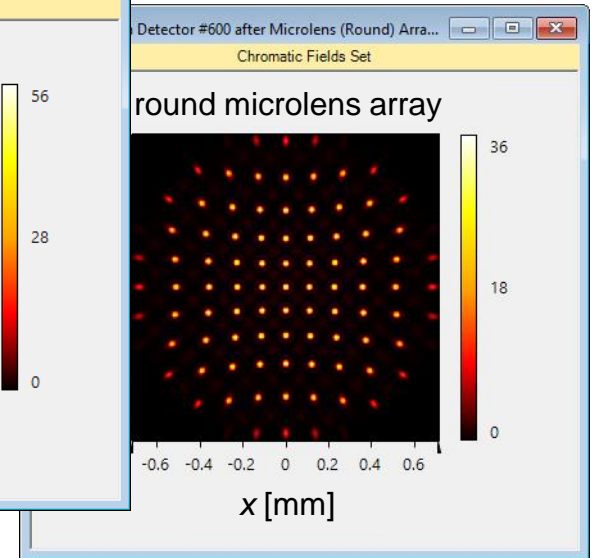 Detector #600 after Microlens (Round) Arra...
Chromatic Fields Set
round microlens array
56
28
0
36
18
0
-0.6 -0.4 -0.2 0 0.2 0.4 0.6
x [mm]